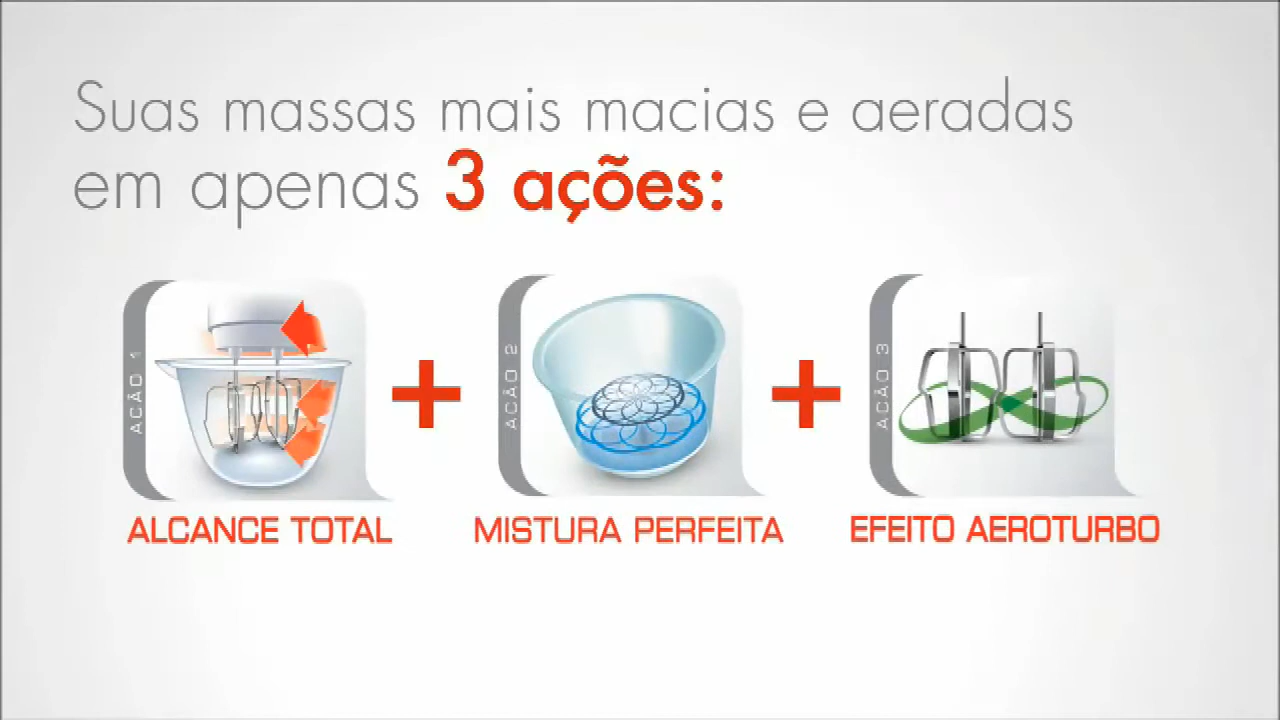 Suas massas mais macias e aeradas
em apenas 3 ações:
AÇÃO 1
AÇÃO 2
AÇÃO 3
ALCANCE TOTAL
MISTURA PERFEITA
EFEITO AEROTURBO